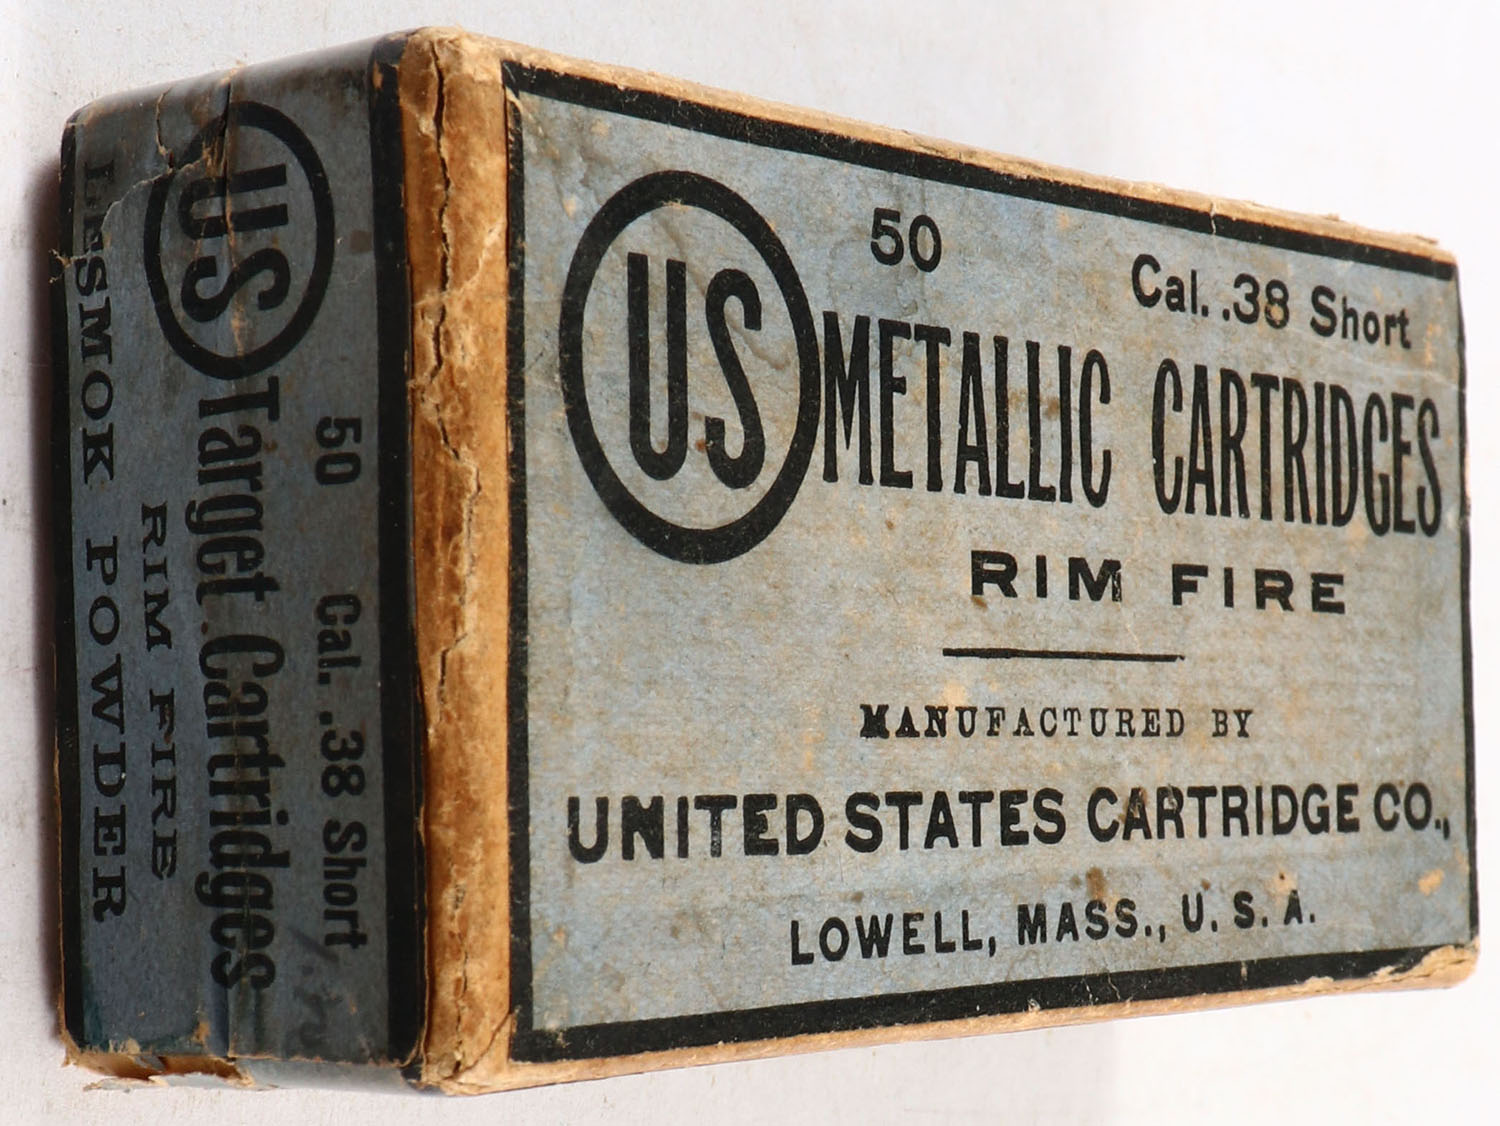 50
Cal. .38 Short
US METALLIC CARTRIDGES
RIM FIRE
MANUFACTURED BY
UNITED STATES CARTRIDGE CO.,
LOWELL, MASS., U. S. A.
50 Cal. .38 Short
US Target Cartridges
RIM FIRE
LESMOK POWDER